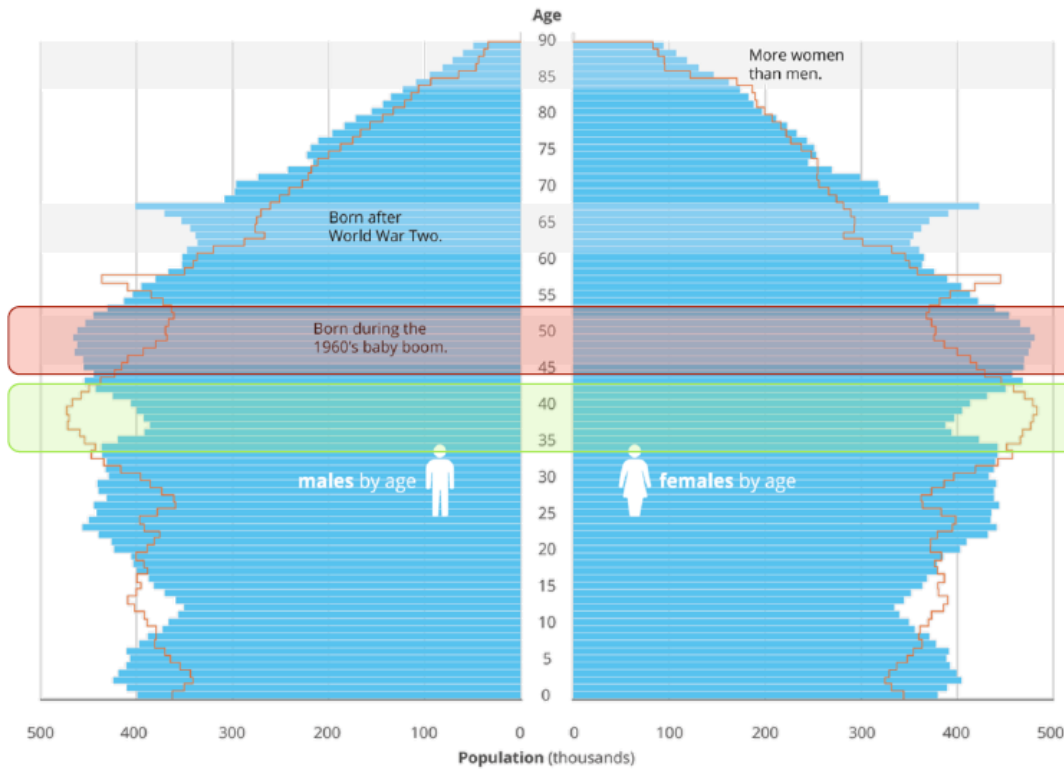 Age
90
More women
than men.
85
80
75
70
Born after
World War Two.
65
60
55
Born during the
1960's baby boom.
50
45
40
35
males by age
females by age
30
25
20
15
10
5
0
500 400 300 200 100 0 0 100 200 300 400 500
Population (thousands)